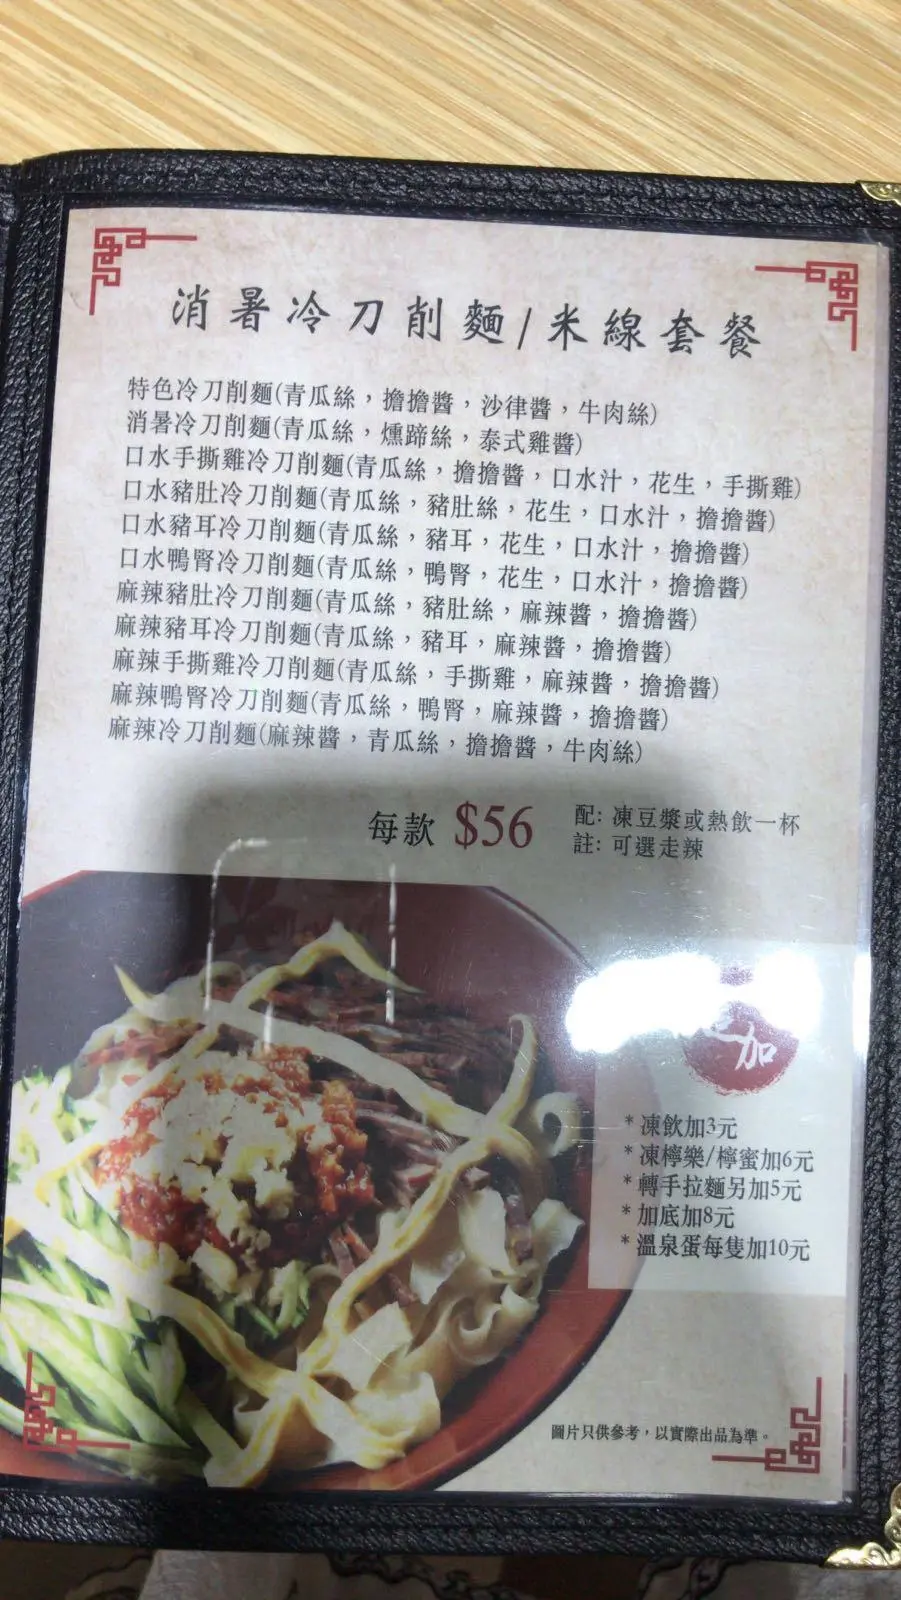 消暑冷刀削麵/米線套餐
特色冷刀削麵(青瓜絲，擔擔醬，沙律醬，牛肉絲)
消暑冷刀削麵(青瓜絲，燻蹄絲，泰式雞醬)
口水手撕雞冷刀削麵(青瓜絲，擔擔醬，口水汁，花生，手撕雞)
口水豬肚冷刀削麵(青瓜絲，豬肚絲，花生，口水汁，擔擔醬)
口水豬耳冷刀削麵(青瓜絲，豬耳，花生，口水汁，擔擔醬)
口水鴨腎冷刀削麵(青瓜絲，鴨腎，花生，口水汁，擔擔醬)
麻辣豬肚冷刀削麵(青瓜絲，豬肚絲，麻辣醬，擔擔醬)
麻辣豬耳冷刀削麵(青瓜絲，豬耳，麻辣醬，擔擔醬)
麻辣手撕雞冷刀削麵(青瓜絲，手撕雞，麻辣醬，擔擔醬)
麻辣鴨腎冷刀削麵(青瓜絲，鴨腎，麻辣醬，擔擔醬)
麻辣冷刀削麵(麻辣醬，青瓜絲，擔擔醬，牛肉絲)
每款 $56
配: 凍豆漿或熱飲一杯
註: 可選走辣
加
* 凍飲加3元
* 凍檸樂/檸蜜加6元
* 轉手拉麵另加5元
* 加底加8元
* 溫泉蛋每隻加10元
圖片只供參考，以實際出品為準。